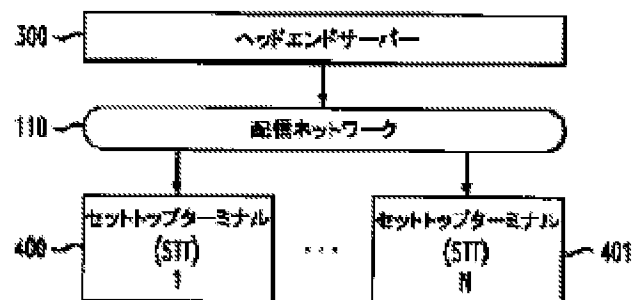 300
ヘッドエンドサーバー
110
配信ネットワーク
400
セットトップターミナル
(STT)
1
...
セットトップターミナル
(STT)
N
401